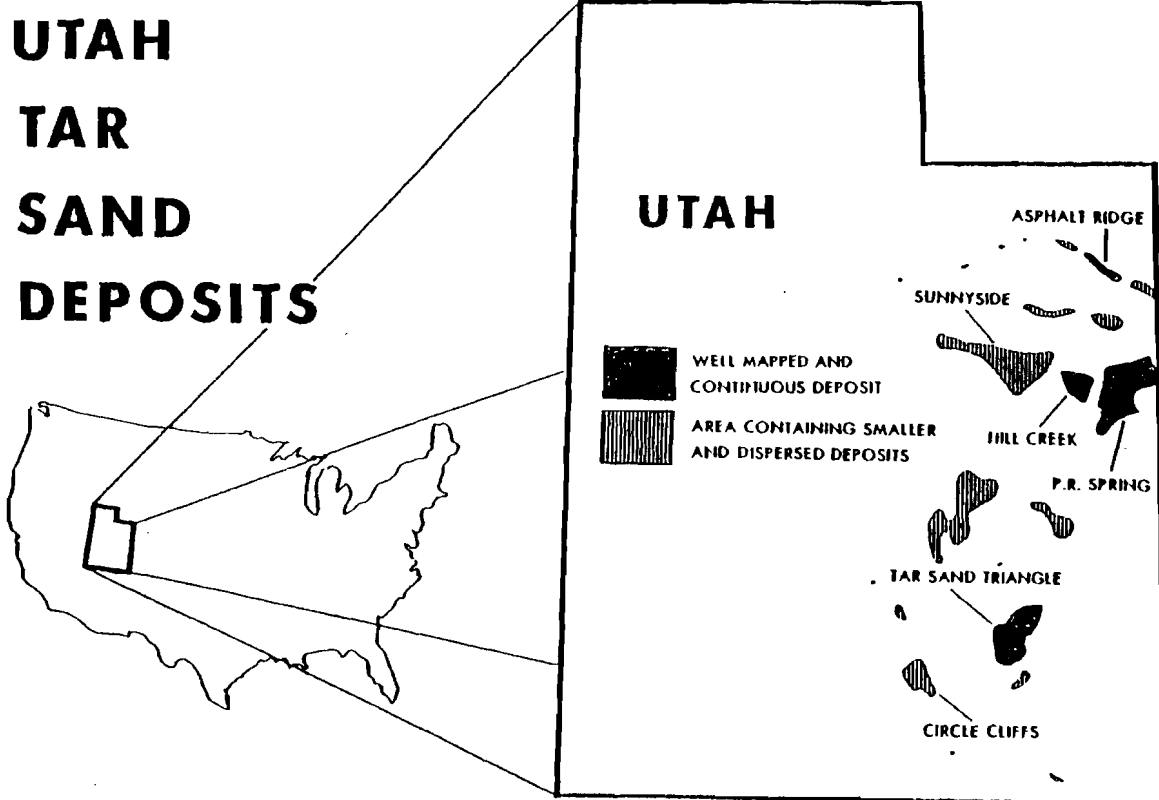 UTAH
TAR
SAND
DEPOSITS
UTAH
ASPHALT RIDGE
SUNNYSIDE
WELL MAPPED AND
CONTINUOUS DEPOSIT
AREA CONTAINING SMALLER
AND DISPERSED DEPOSITS
HILL CREEK
P.R. SPRING
TAR SAND TRIANGLE
CIRCLE CLIFFS